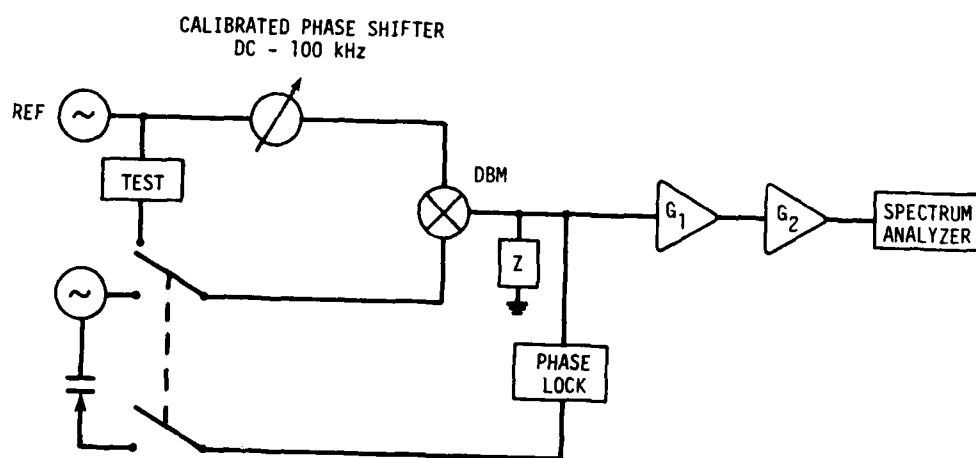 CALIBRATED PHASE SHIFTER
DC - 100 kHz
REF
~
TEST
DBM
G1
G2
SPECTRUM
ANALYZER
~
Z
PHASE
LOCK